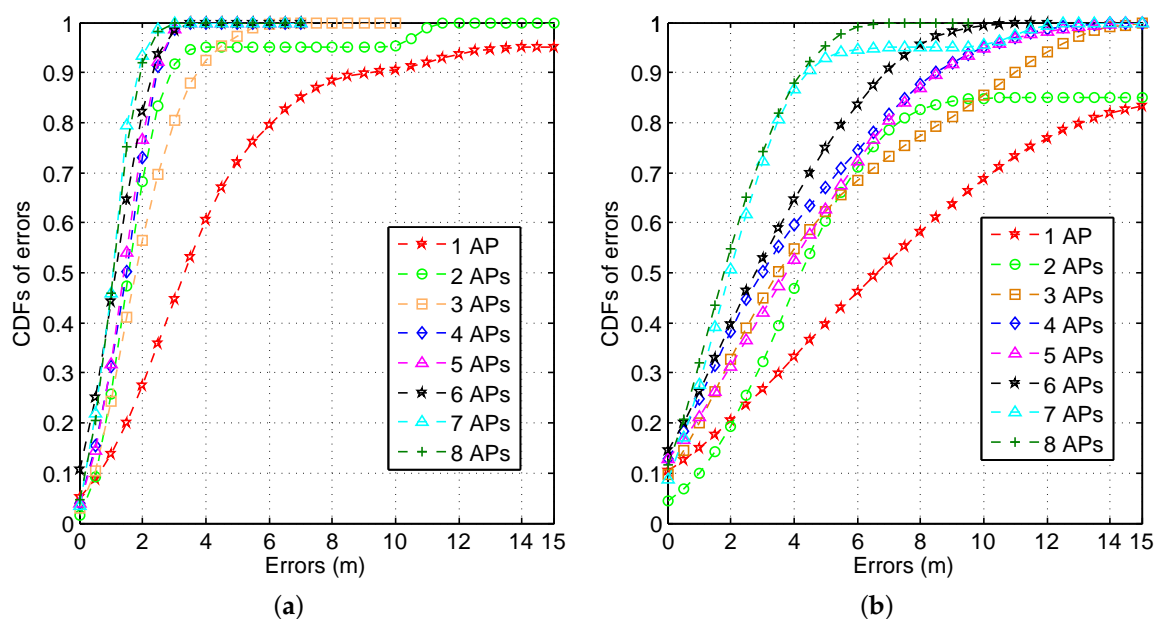 CDFs of errors
1
0.9
0.8
0.7
0.6
0.5
0.4
0.3
0.2
0.1
0
0 2 4 6 8 10 12 14 15
Errors (m)
1 AP
2 APs
3 APs
4 APs
5 APs
6 APs
7 APs
8 APs
(a)
CDFs of errors
1
0.9
0.8
0.7
0.6
0.5
0.4
0.3
0.2
0.1
0
0 2 4 6 8 10 12 14 15
Errors (m)
1 AP
2 APs
3 APs
4 APs
5 APs
6 APs
7 APs
8 APs
(b)